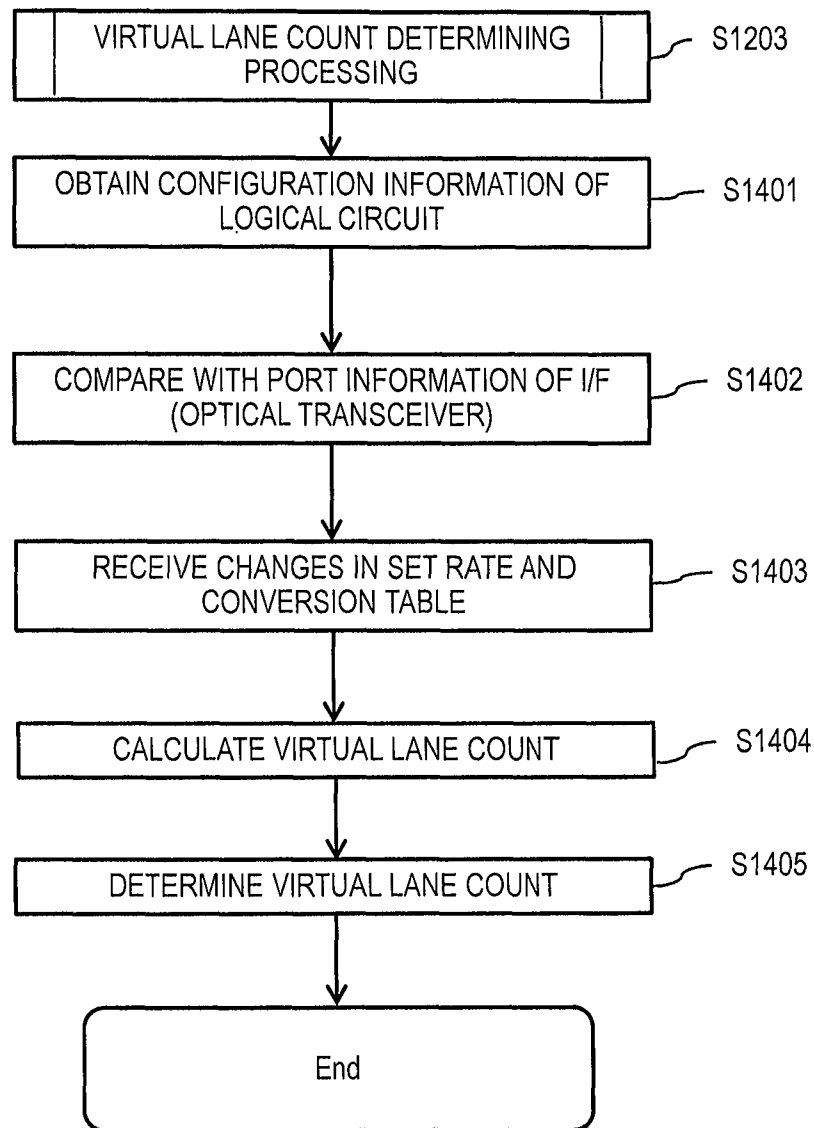 VIRTUAL LANE COUNT DETERMINING
PROCESSING
S1203
OBTAIN CONFIGURATION INFORMATION OF
LOGICAL CIRCUIT
S1401
COMPARE WITH PORT INFORMATION OF I/F
(OPTICAL TRANSCEIVER)
S1402
RECEIVE CHANGES IN SET RATE AND
CONVERSION TABLE
S1403
CALCULATE VIRTUAL LANE COUNT
S1404
DETERMINE VIRTUAL LANE COUNT
S1405
End